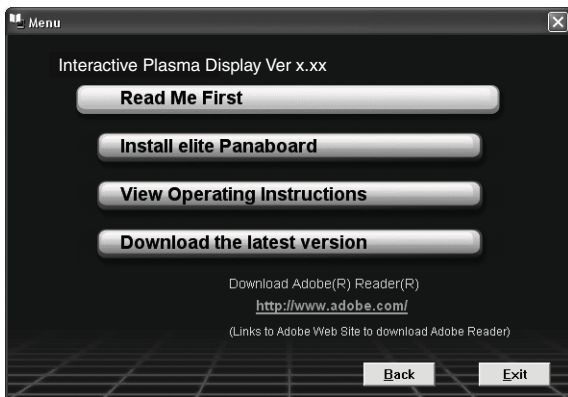 Menu
Interactive Plasma Display Ver x.xx
Read Me First
Install elite Panaboard
View Operating Instructions
Download the latest version
Download Adobe(R) Reader(R)
http://www.adobe.com/
(Links to Adobe Web Site to download Adobe Reader)
Back Exit